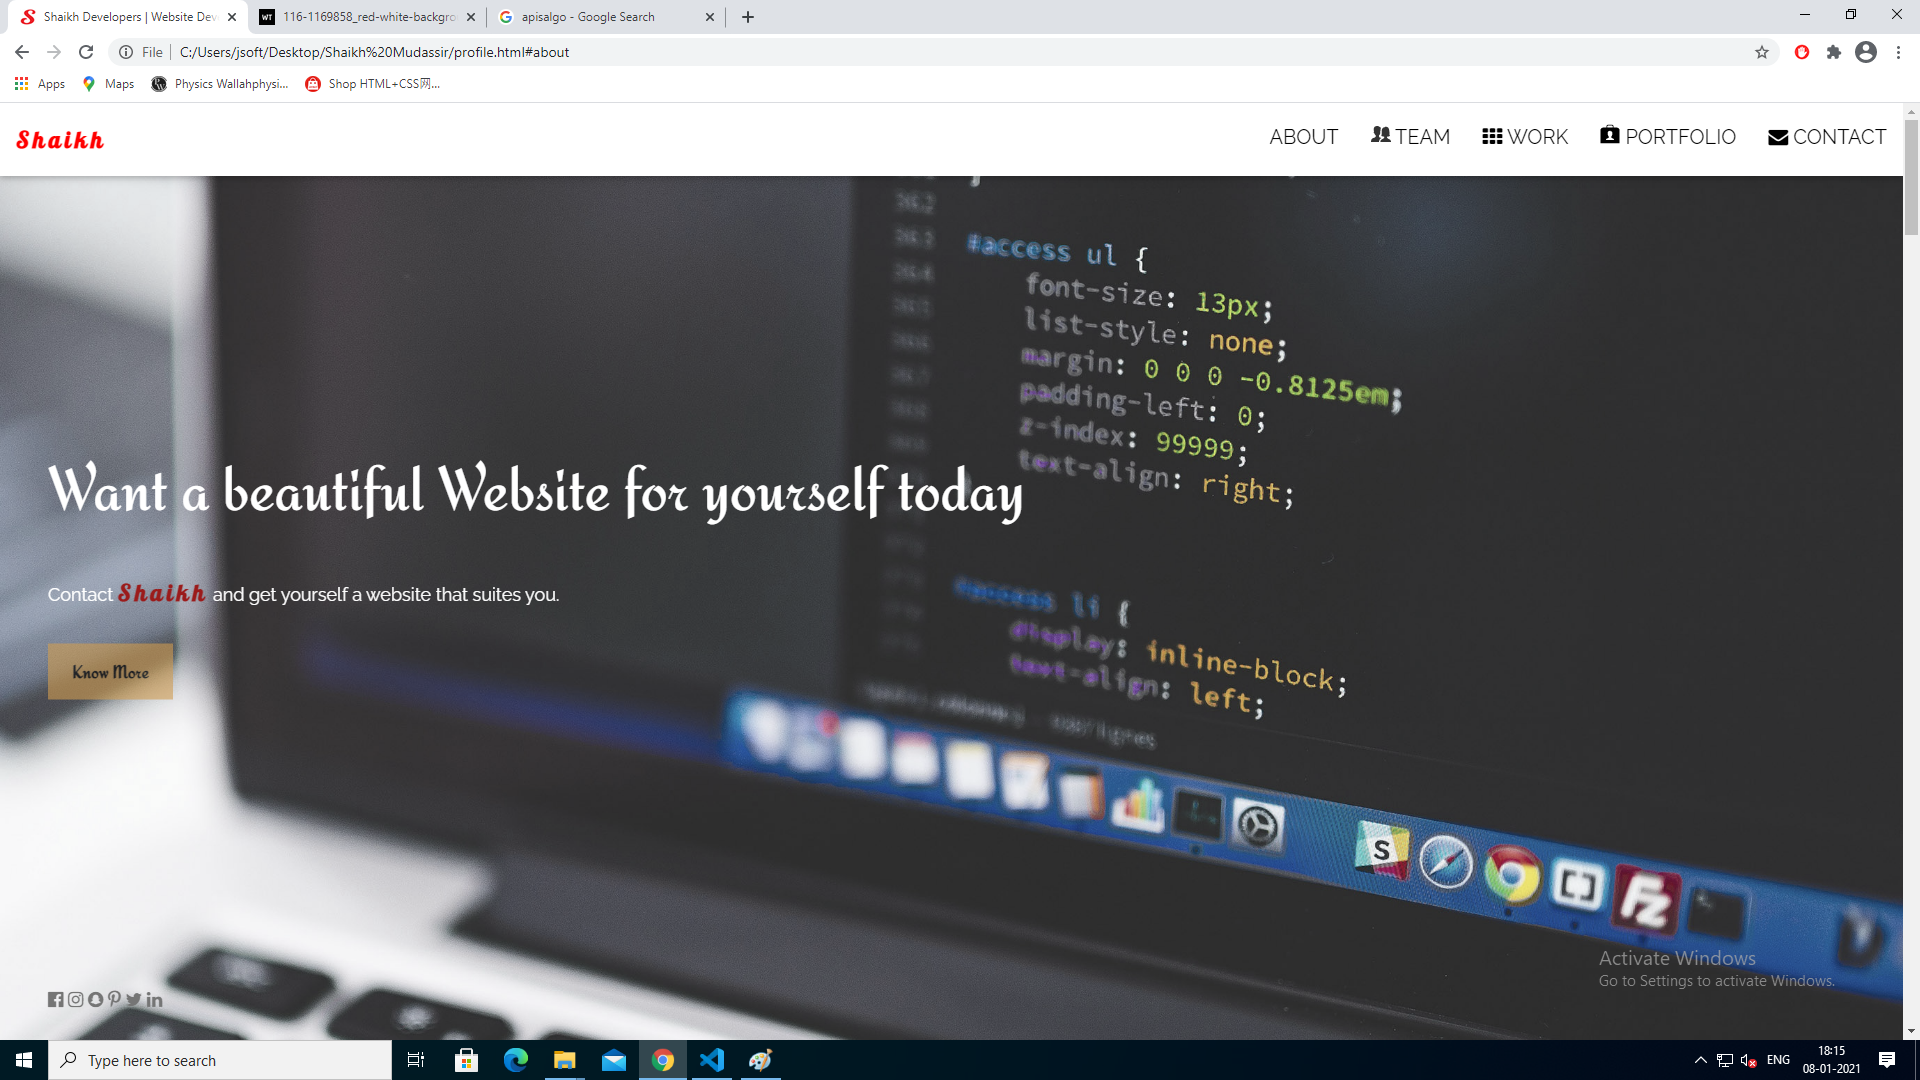 Shaikh Developers | Website Dev
116-1169858_red-white-backgro
apisalgo - Google Search
File
C:/Users/jsoft/Desktop/Shaikh%20Mudassir/profile.html#about
Apps
Maps
Physics Wallahphysi...
Shop HTML+CSS网...
Shaikh
ABOUT
TEAM
WORK
PORTFOLIO
CONTACT
#access ul {
font-size: 13px;
list-style: none;
margin: 0 0 0 -0.8125em;
padding-left: 0;
z-index: 99999;
text-align: right;
}
Want a beautiful Website for yourself today
#access li {
display: inline-block;
text-align: left;
Contact Shaikh and get yourself a website that suites you.
Know More
Activate Windows
Go to Settings to activate Windows.
Type here to search
ENG
18:15
08-01-2021